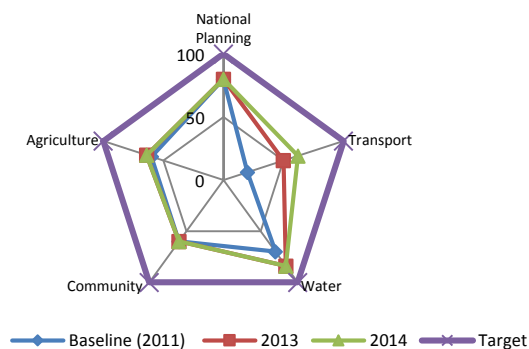 National
Planning
100
50
0
Agriculture
Transport
Community
Water
Baseline (2011)
2013
2014
Target